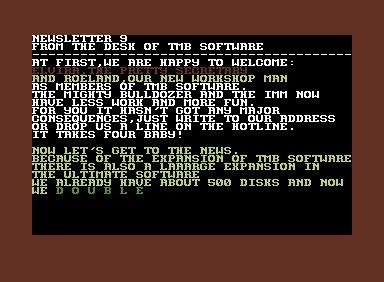 NEWSLETTER 9
FROM THE DESK OF TMB SOFTWARE
----------------------------------------
AT FIRST,WE ARE HAPPY TO WELCOME:
ELVIRA,THE PRETTY SECRETARY
AND ROELAND,OUR NEW WORKSHOP MAN
AS MEMBERS OF TMB SOFTWARE.
THE MIGHTY BULLDOZER AND THE IMM NOW
HAVE LESS WORK AND MORE FUN.
FOR YOU IT HASN'T GOT ANY MAJOR
CONSEQUENCES,JUST WRITE TO OUR ADDRESS
OR DROP US A LINE ON THE HOTLINE.
IT TAKES FOUR BABY!
NOW LET'S GET TO THE NEWS.
BECAUSE OF THE EXPANSION OF TMB SOFTWARE
THERE IS ALSO A LAAARGE EXPANSION IN
THE ULTIMATE SOFTWARE
WE ALREADY HAVE ABOUT 500 DISKS AND NOW
WE D O U B L E